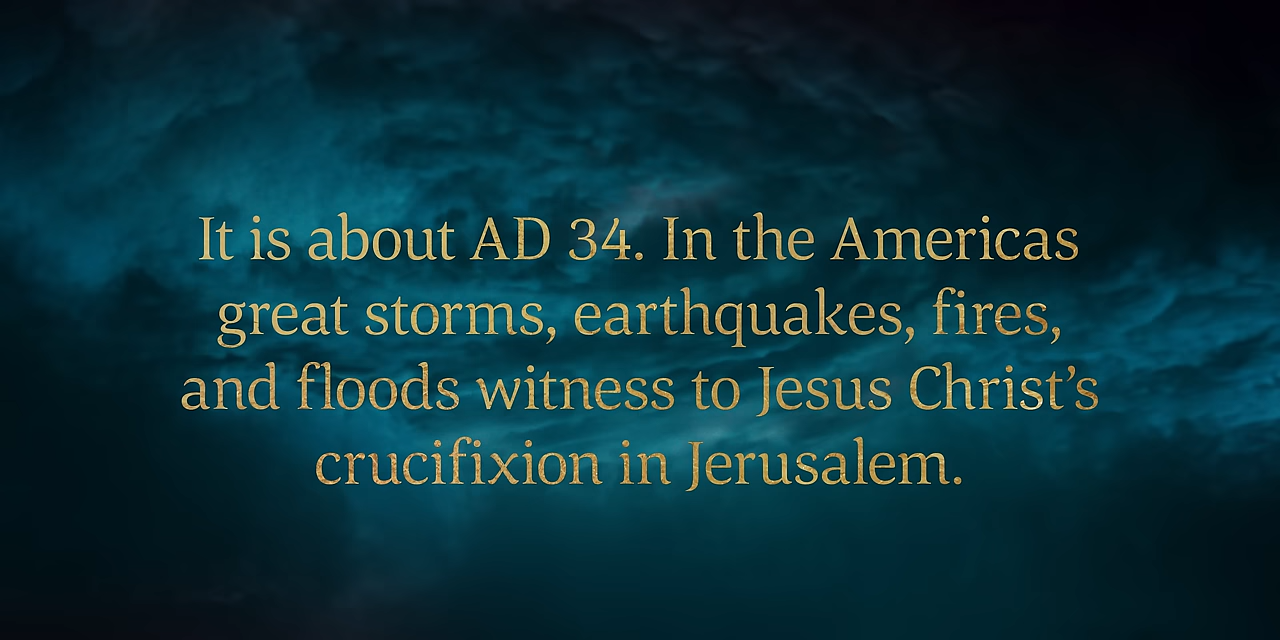 It is about AD 34. In the Americas
great storms, earthquakes, fires,
and floods witness to Jesus Christ’s
crucifixion in Jerusalem.